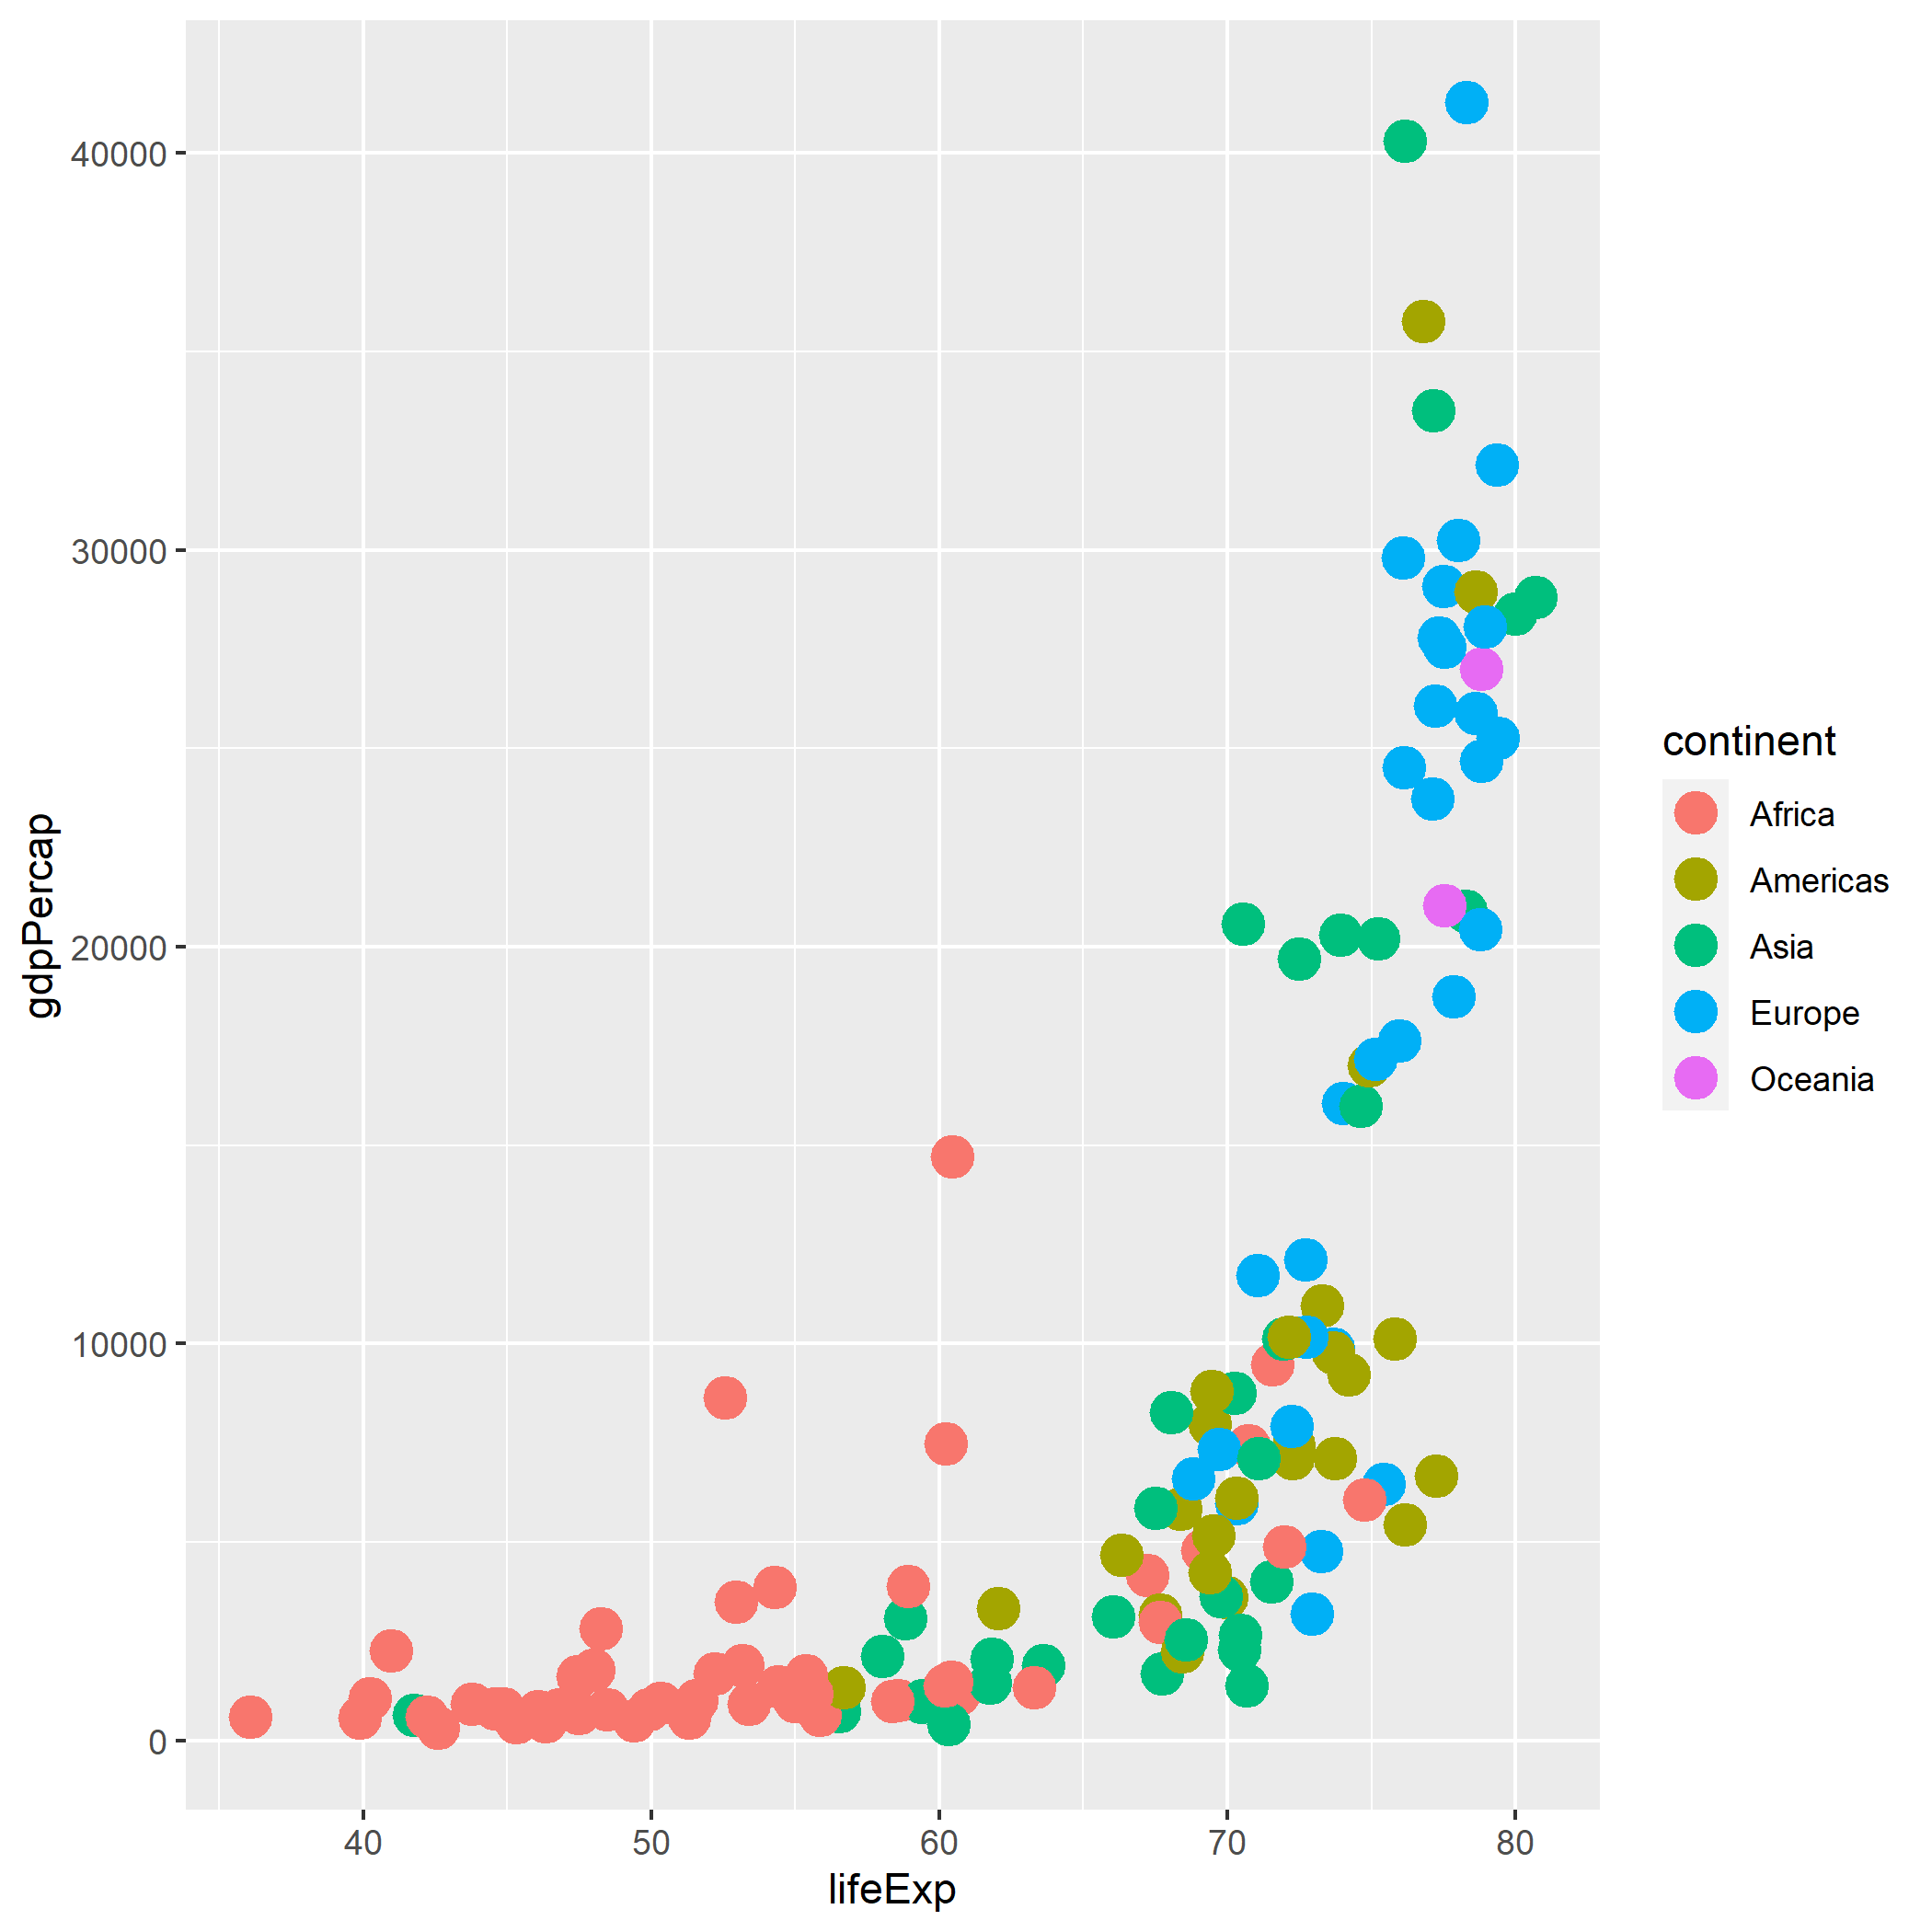 40000
30000
20000
10000
0
gdpPercap
40 50 60 70 80
lifeExp
continent
Africa
Americas
Asia
Europe
Oceania